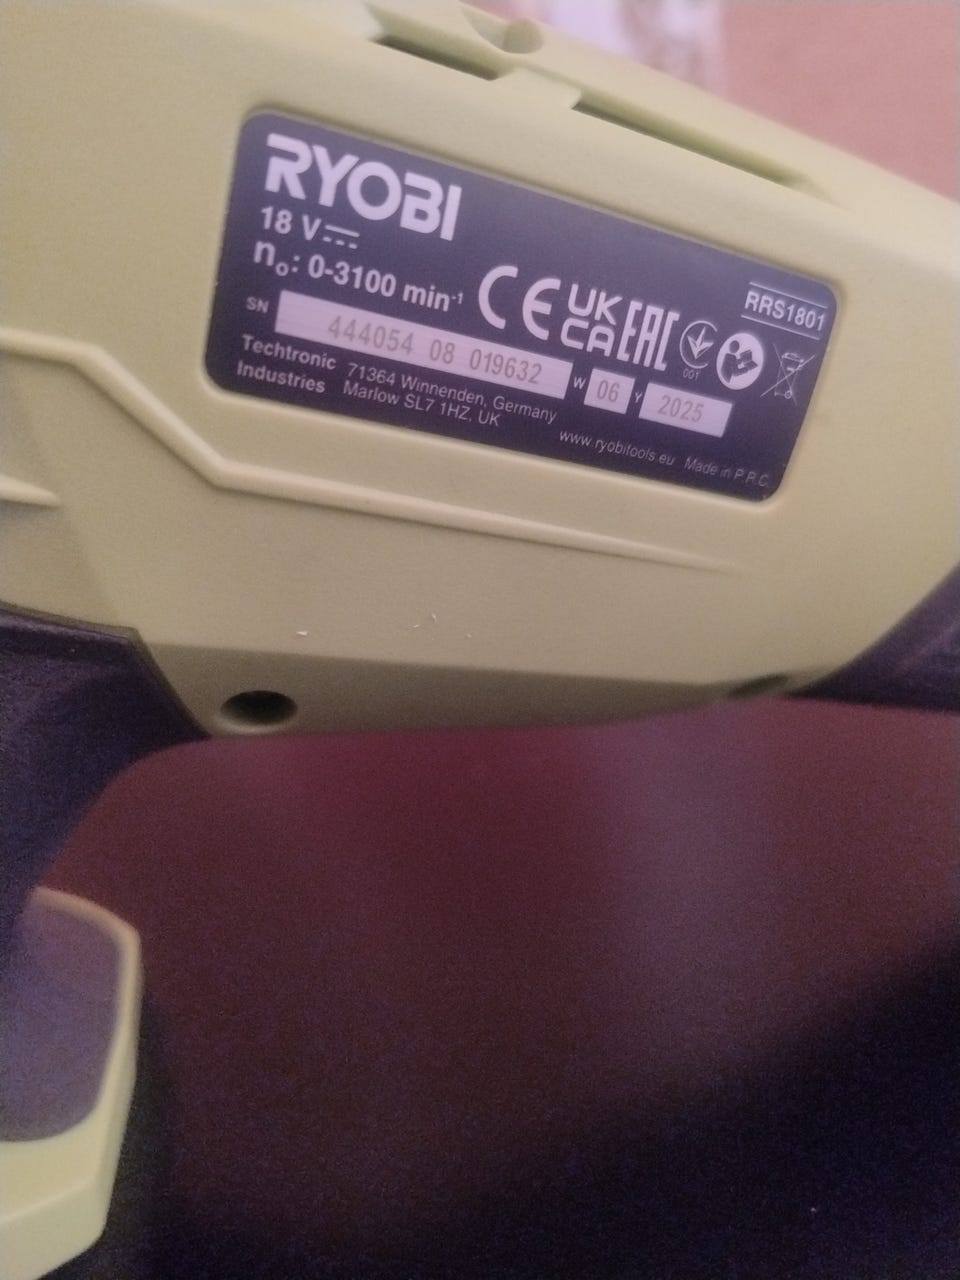 RYOBI
18 V
n₀: 0-3100 min⁻¹
CE UK CA EAC 001
RRS1801
SN 444054 08 019632 W 06 Y 2025
Techtronic Industries
71364 Winnenden, Germany
Marlow SL7 1HZ, UK
www.ryobitools.eu Made in P.R.C.